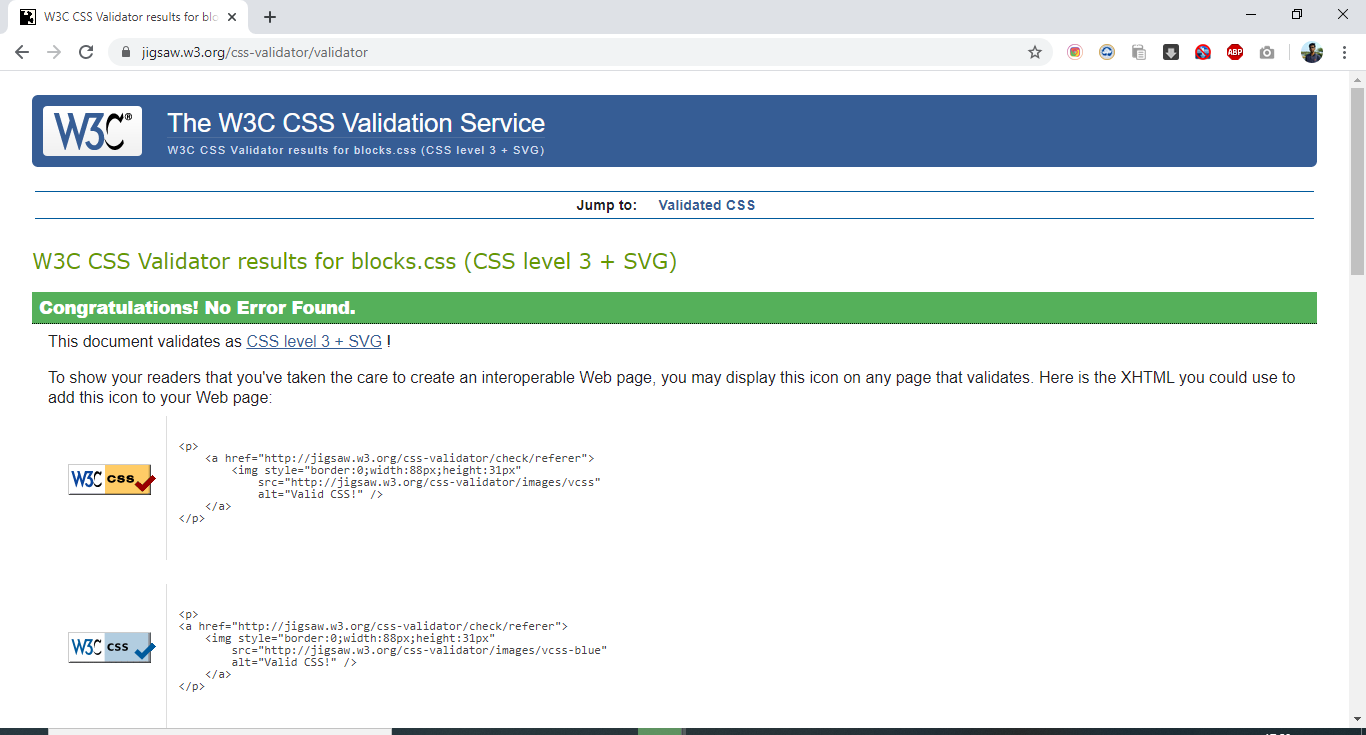 W3C CSS Validator results for blo
jigsaw.w3.org/css-validator/validator
ABP
W3C®
The W3C CSS Validation Service
W3C CSS Validator results for blocks.css (CSS level 3 + SVG)
Jump to: Validated CSS
W3C CSS Validator results for blocks.css (CSS level 3 + SVG)
Congratulations! No Error Found.
This document validates as CSS level 3 + SVG !
To show your readers that you've taken the care to create an interoperable Web page, you may display this icon on any page that validates. Here is the XHTML you could use to
add this icon to your Web page:
W3C CSS
<p>
<a href="http://jigsaw.w3.org/css-validator/check/referer">
<img style="border:0;width:88px;height:31px"
src="http://jigsaw.w3.org/css-validator/images/vcss"
alt="Valid CSS!" />
</a>
</p>
W3C CSS
<p>
<a href="http://jigsaw.w3.org/css-validator/check/referer">
<img style="border:0;width:88px;height:31px"
src="http://jigsaw.w3.org/css-validator/images/vcss-blue"
alt="Valid CSS!" />
</a>
</p>